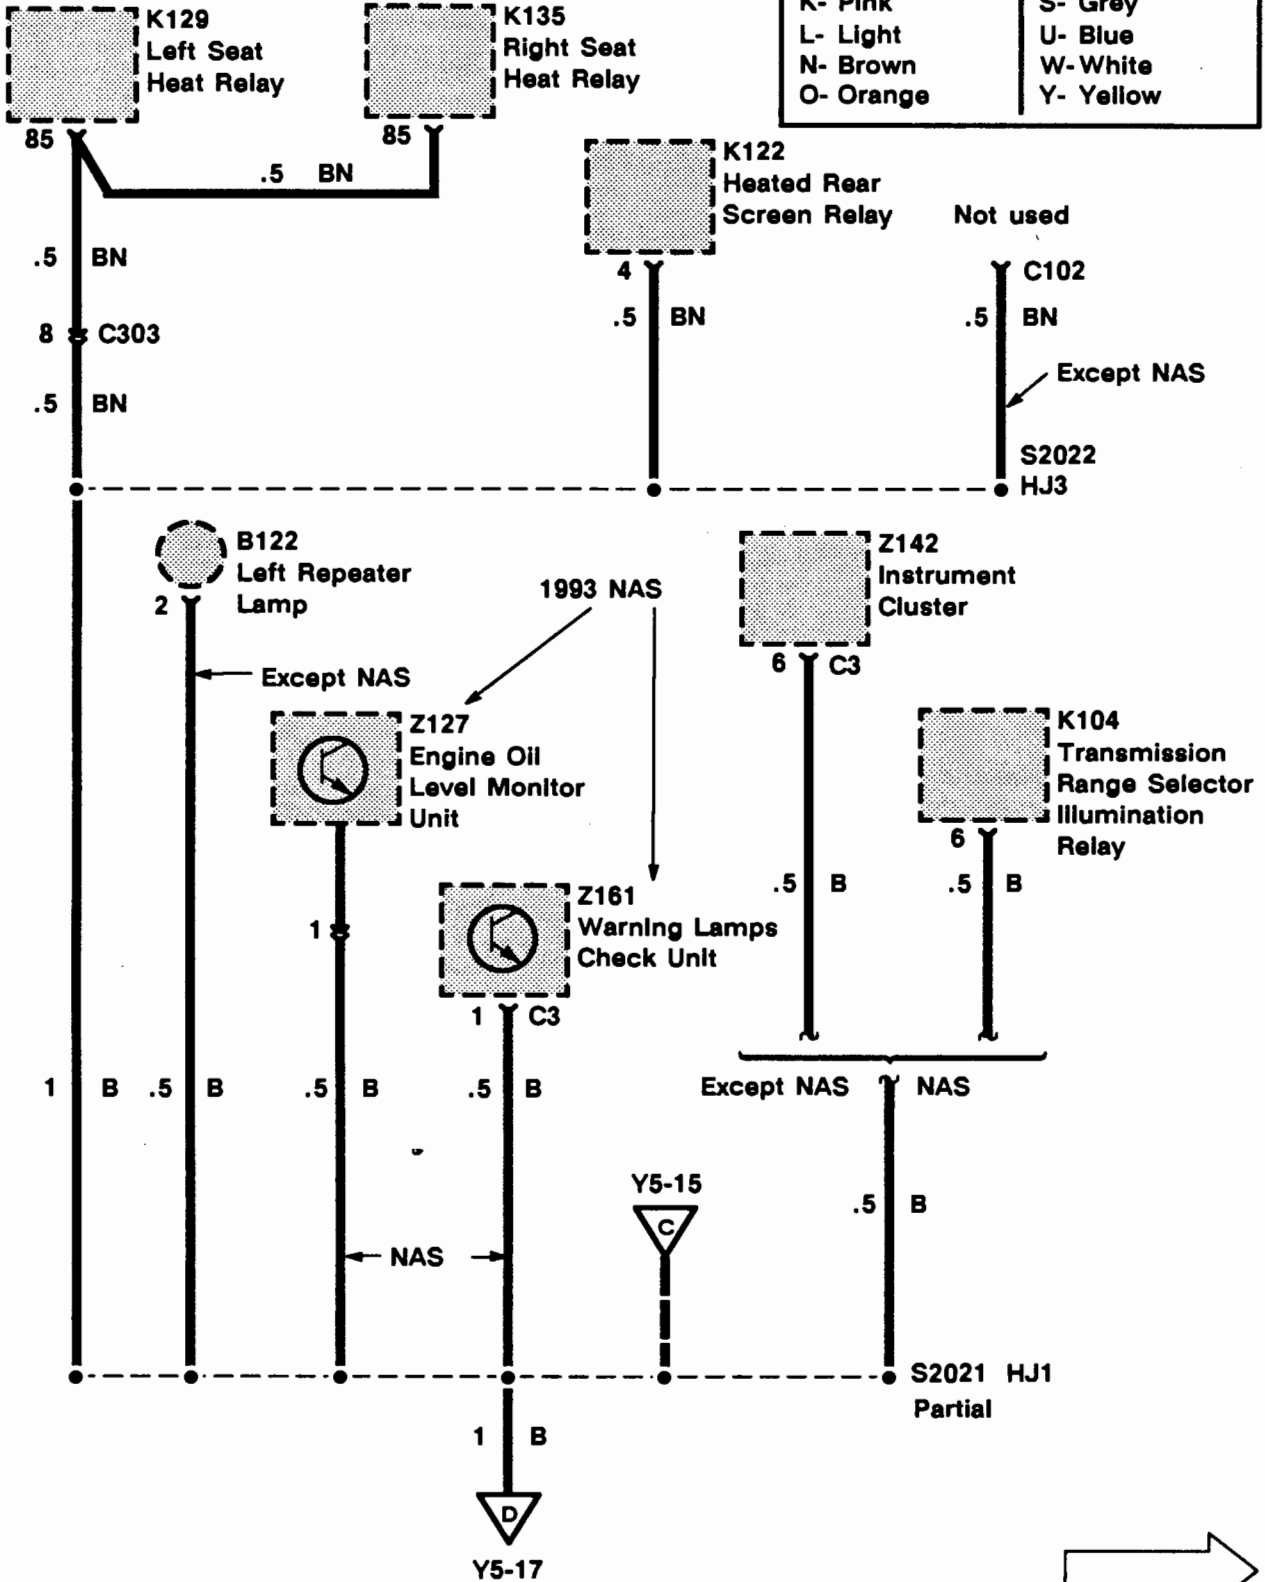 K129
Left Seat
Heat Relay
85
K135
Right Seat
Heat Relay
85
K- Pink
L- Light
N- Brown
O- Orange
S- Grey
U- Blue
W- White
Y- Yellow
.5 BN
K122
Heated Rear
Screen Relay
4
Not used
C102
.5 BN
.5 BN
.5 BN
8 C303
Except NAS
.5 BN
S2022
HJ3
B122
Left Repeater
Lamp
2
1993 NAS
Z142
Instrument
Cluster
6 C3
Except NAS
Z127
Engine Oil
Level Monitor
Unit
K104
Transmission
Range Selector
Illumination
Relay
6
.5 B
.5 B
1
Z161
Warning Lamps
Check Unit
1 C3
1 B
.5 B
.5 B
.5 B
Except NAS
NAS
Y5-15
C
.5 B
NAS
S2021 HJ1
Partial
1 B
D
Y5-17